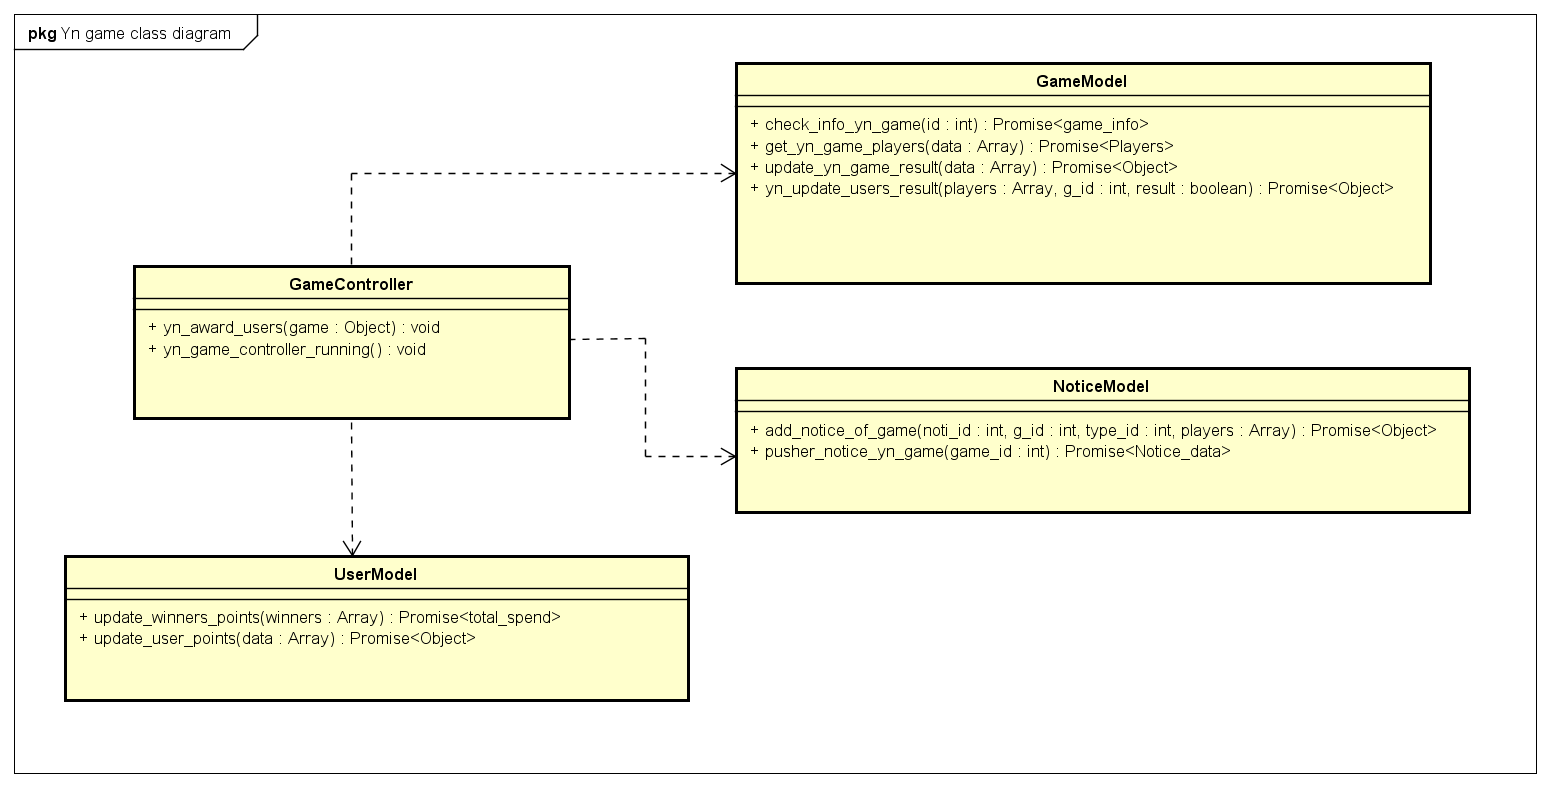 pkg Yn game class diagram
GameModel
+ check_info_yn_game(id : int) : Promise<game_info>
+ get_yn_game_players(data : Array) : Promise<Players>
+ update_yn_game_result(data : Array) : Promise<Object>
+ yn_update_users_result(players : Array, g_id : int, result : boolean) : Promise<Object>
GameController
+ yn_award_users(game : Object) : void
+ yn_game_controller_running() : void
NoticeModel
+ add_notice_of_game(noti_id : int, g_id : int, type_id : int, players : Array) : Promise<Object>
+ pusher_notice_yn_game(game_id : int) : Promise<Notice_data>
UserModel
+ update_winners_points(winners : Array) : Promise<total_spend>
+ update_user_points(data : Array) : Promise<Object>